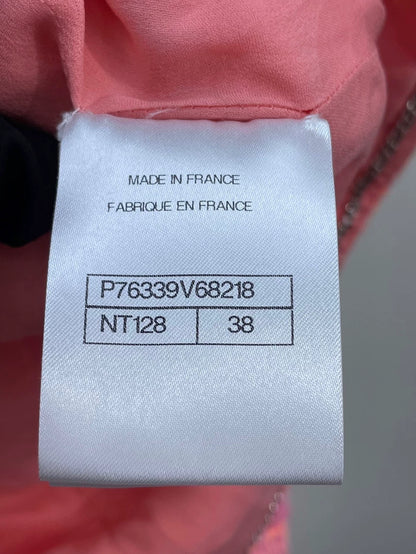 MADE IN FRANCE
FABRIQUE EN FRANCE
P76339V68218
NT128 38